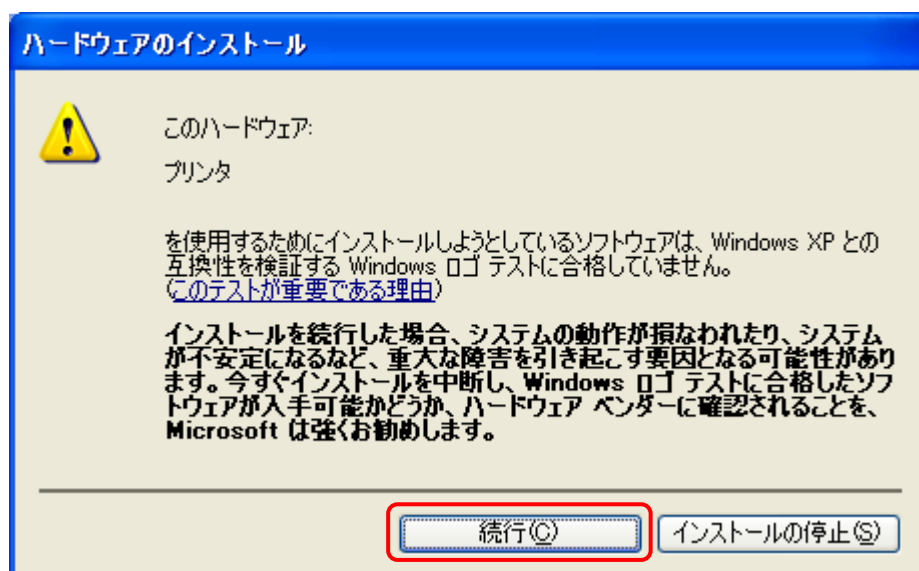 ハードウェアのインストール
このハードウェア:
プリンタ
を使用するためにインストールしようとしているソフトウェアは、Windows XP との
互換性を検証する Windows ロゴ テストに合格していません。
(このテストが重要である理由)
インストールを続行した場合、システムの動作が損なわれたり、システム
が不安定になるなど、重大な障害を引き起こす要因となる可能性があり
ます。今すぐインストールを中断し、Windows ロゴ テストに合格したソフ
トウェアが入手可能かどうか、ハードウェア ベンダーに確認されることを、
Microsoft は強くお勧めします。
続行(C) インストールの停止(S)